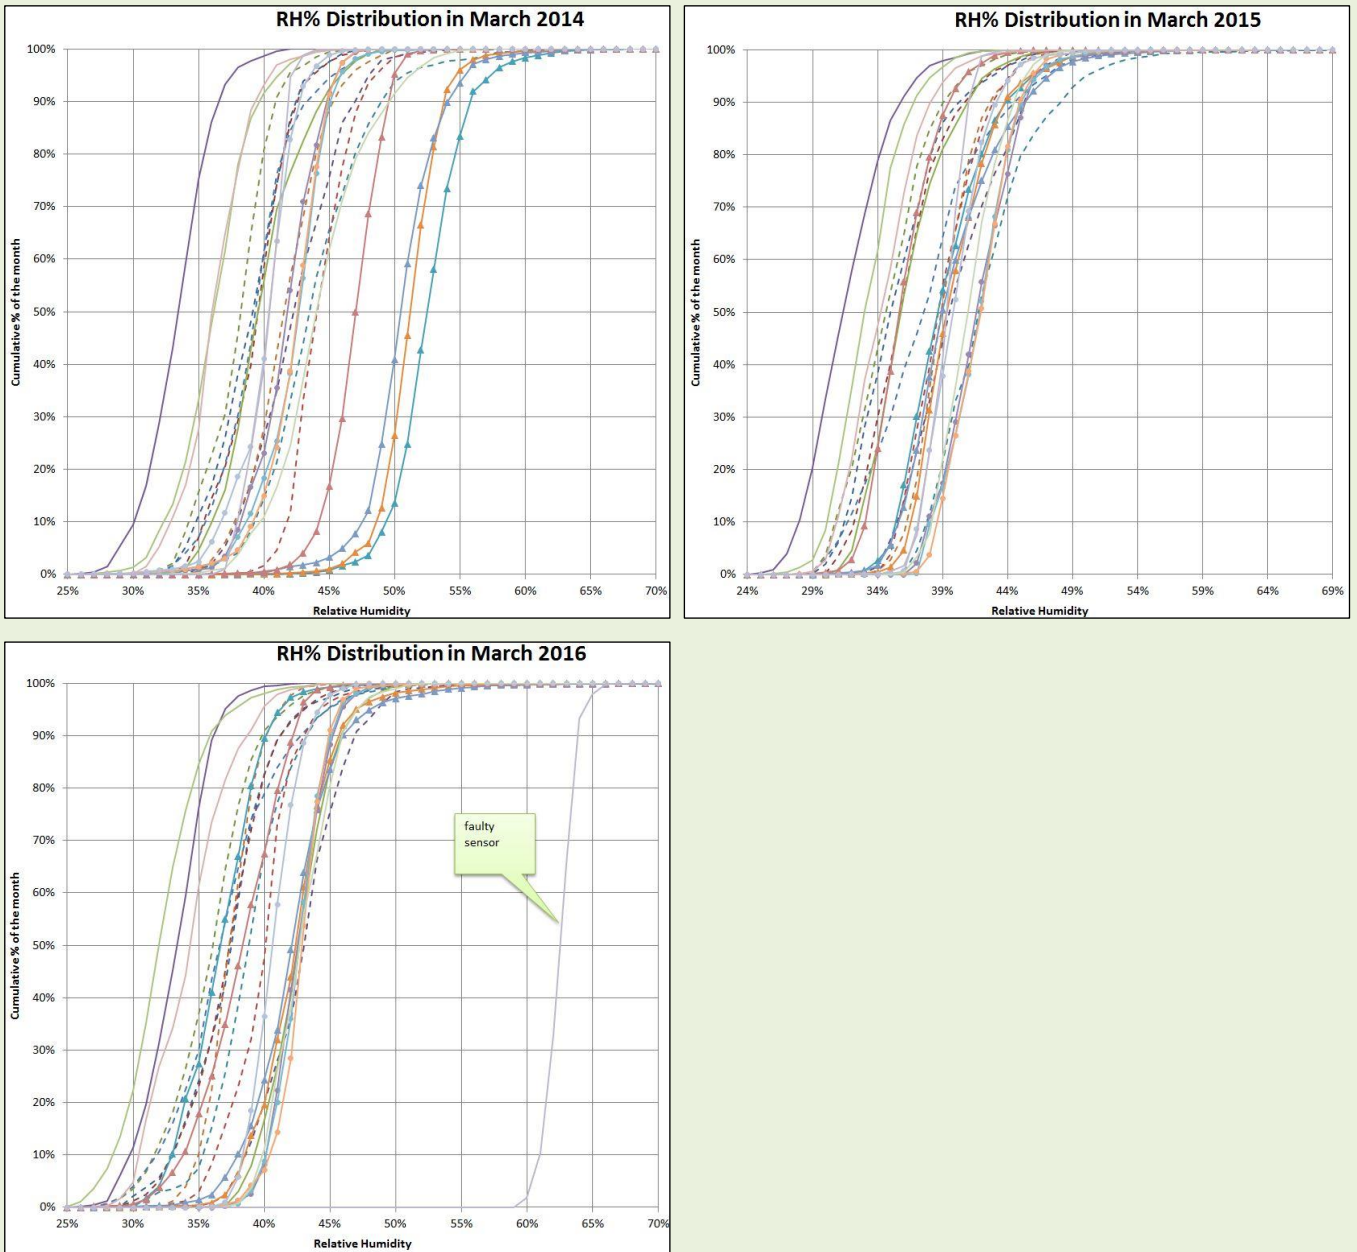 RH% Distribution in March 2014
100%
90%
80%
70%
60%
50%
40%
30%
20%
10%
0%
Cumulative % of the month
25% 30% 35% 40% 45% 50% 55% 60% 65% 70%
Relative Humidity
RH% Distribution in March 2015
100%
90%
80%
70%
60%
50%
40%
30%
20%
10%
0%
Cumulative % of the month
24% 29% 34% 39% 44% 49% 54% 59% 64% 69%
Relative Humidity
RH% Distribution in March 2016
100%
90%
80%
70%
60%
50%
40%
30%
20%
10%
0%
Cumulative % of the month
faulty
sensor
25% 30% 35% 40% 45% 50% 55% 60% 65% 70%
Relative Humidity